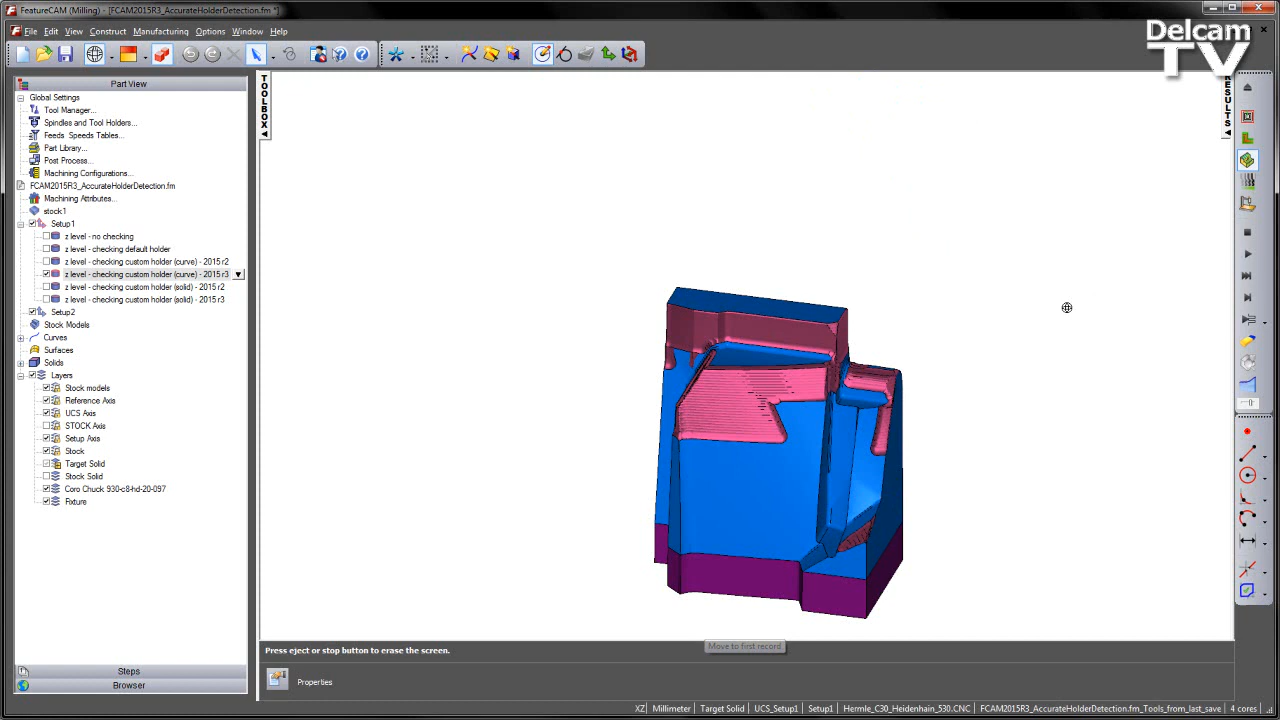 FeatureCAM (Milling) - [FCAM2015R3_AccurateHolderDetection.fm *]
File Edit View Construct Manufacturing Options Window Help
Delcam
TV
Part View
Global Settings
Tool Manager...
Spindles and Tool Holders...
Feeds Speeds Tables...
Part Library...
Post Process...
Machining Configurations...
FCAM2015R3_AccurateHolderDetection.fm
Machining Attributes...
stock1
Setup1
z level - no checking
z level - checking default holder
z level - checking custom holder (curve) - 2015 r2
z level - checking custom holder (curve) - 2015 r3
z level - checking custom holder (solid) - 2015 r2
z level - checking custom holder (solid) - 2015 r3
Setup2
Stock Models
Curves
Surfaces
Solids
Layers
Stock models
Reference Axis
UCS Axis
STOCK Axis
Setup Axis
Stock
Target Solid
Stock Solid
Coro Chuck 930-c8-hd-20-097
Fixture
Steps
Browser
TOOLBOX
RESULTS
Move to first record
Press eject or stop button to erase the screen.
Properties
XZ Millimeter Target Solid UCS_Setup1 Setup1 Hermle_C30_Heidenhain_530.CNC FCAM2015R3_AccurateHolderDetection.fm_Tools_from_last_save 4 cores